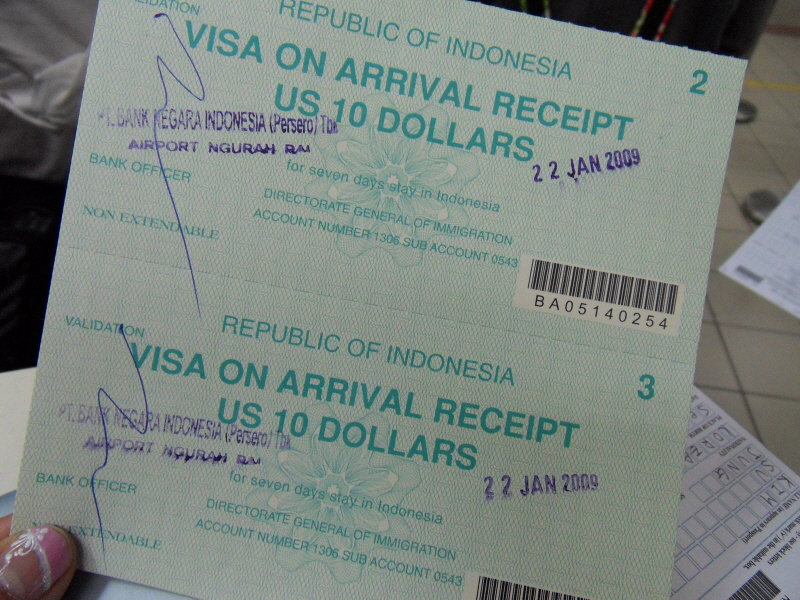 VALIDATION
REPUBLIC OF INDONESIA
2
VISA ON ARRIVAL RECEIPT
US 10 DOLLARS
PT. BANK NEGARA INDONESIA (Persero) Tbk
AIRPORT NGURAH RAI
22 JAN 2009
BANK OFFICER
for seven days stay in Indonesia
DIRECTORATE GENERAL OF IMMIGRATION
ACCOUNT NUMBER 1306 SUB ACCOUNT 0543
NON EXTENDABLE
BA05140254
VALIDATION
REPUBLIC OF INDONESIA
3
VISA ON ARRIVAL RECEIPT
US 10 DOLLARS
PT. BANK NEGARA INDONESIA (Persero) Tbk
AIRPORT NGURAH RAI
22 JAN 2009
BANK OFFICER
for seven days stay in Indonesia
DIRECTORATE GENERAL OF IMMIGRATION
ACCOUNT NUMBER 1306 SUB ACCOUNT 0543
EXTENDABLE
KIM
SU
JUNG
KOREA